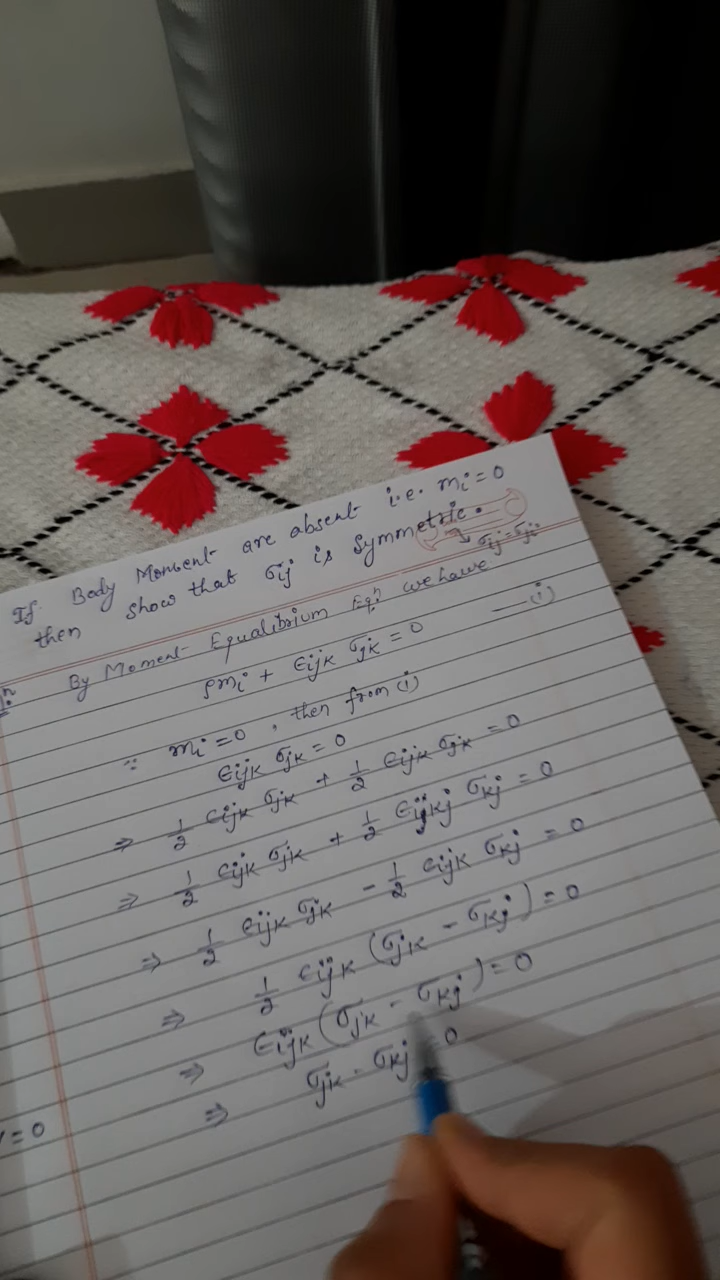 If Body Moment are absent i.e. mi = 0
then show that σij is symmetric.
σij = σji
By Moment Equalibrium Eqⁿ we have
ρmi + εijk σjk = 0 —(i)
∵ mi = 0, then from (i)
εijk σjk = 0
⇒ 1/2 εijk σjk + 1/2 εijk σjk = 0
⇒ 1/2 εijk σjk + 1/2 εikj σkj = 0
⇒ 1/2 εijk σjk - 1/2 εijk σkj = 0
⇒ 1/2 εijk (σjk - σkj) = 0
⇒ εijk (σjk - σkj) = 0
⇒ σjk - σkj = 0
= 0